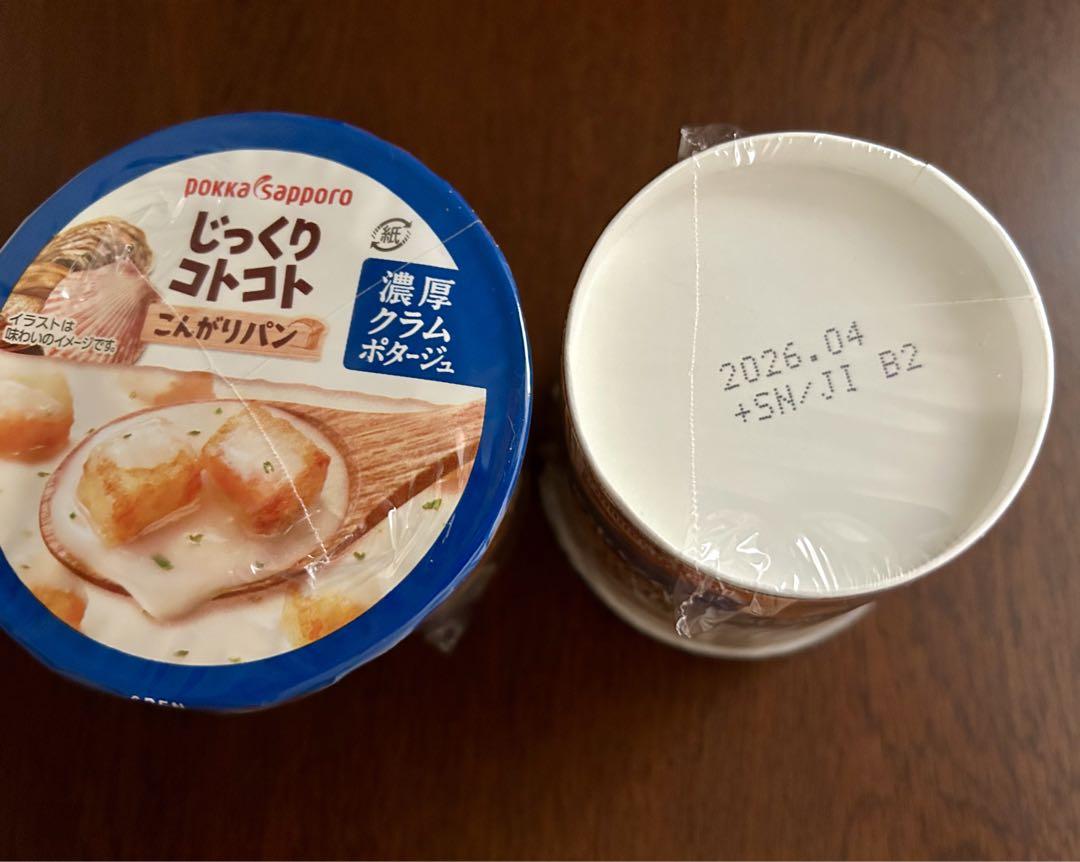 pokka sapporo
じっくり
コトコト
こんがりパン
紙
濃厚
クラム
ポタージュ
イラストは
味わいのイメージです。
OPEN
2026.04
+SN/JI B2